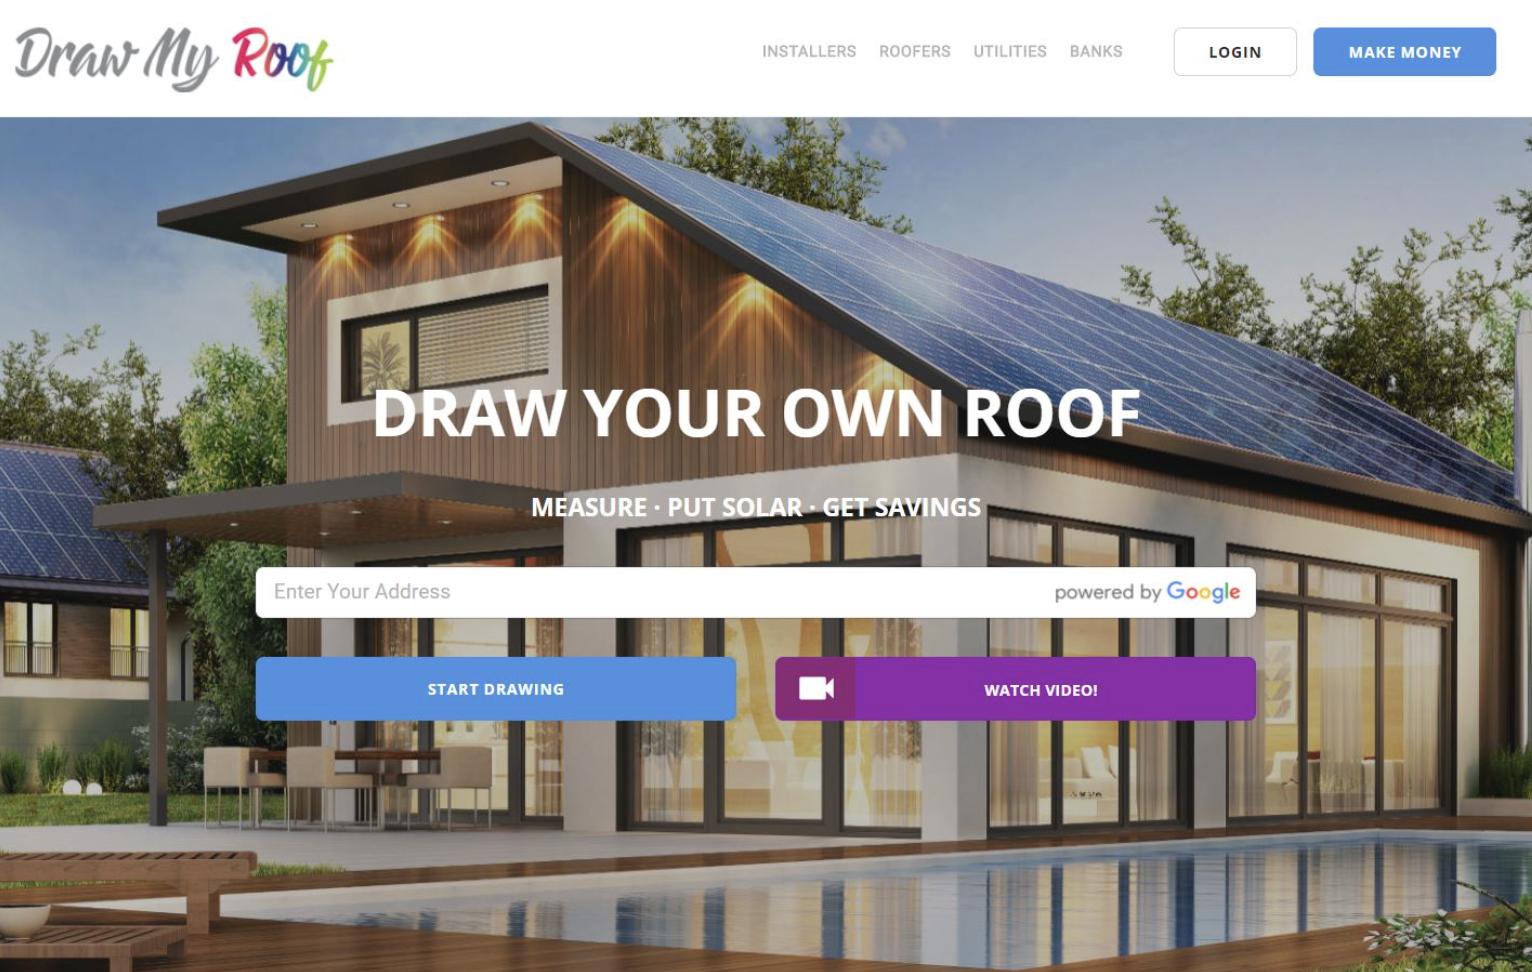 Draw My Roof
INSTALLERS ROOFERS UTILITIES BANKS LOGIN MAKE MONEY
DRAW YOUR OWN ROOF
MEASURE · PUT SOLAR · GET SAVINGS
Enter Your Address powered by Google
START DRAWING WATCH VIDEO!